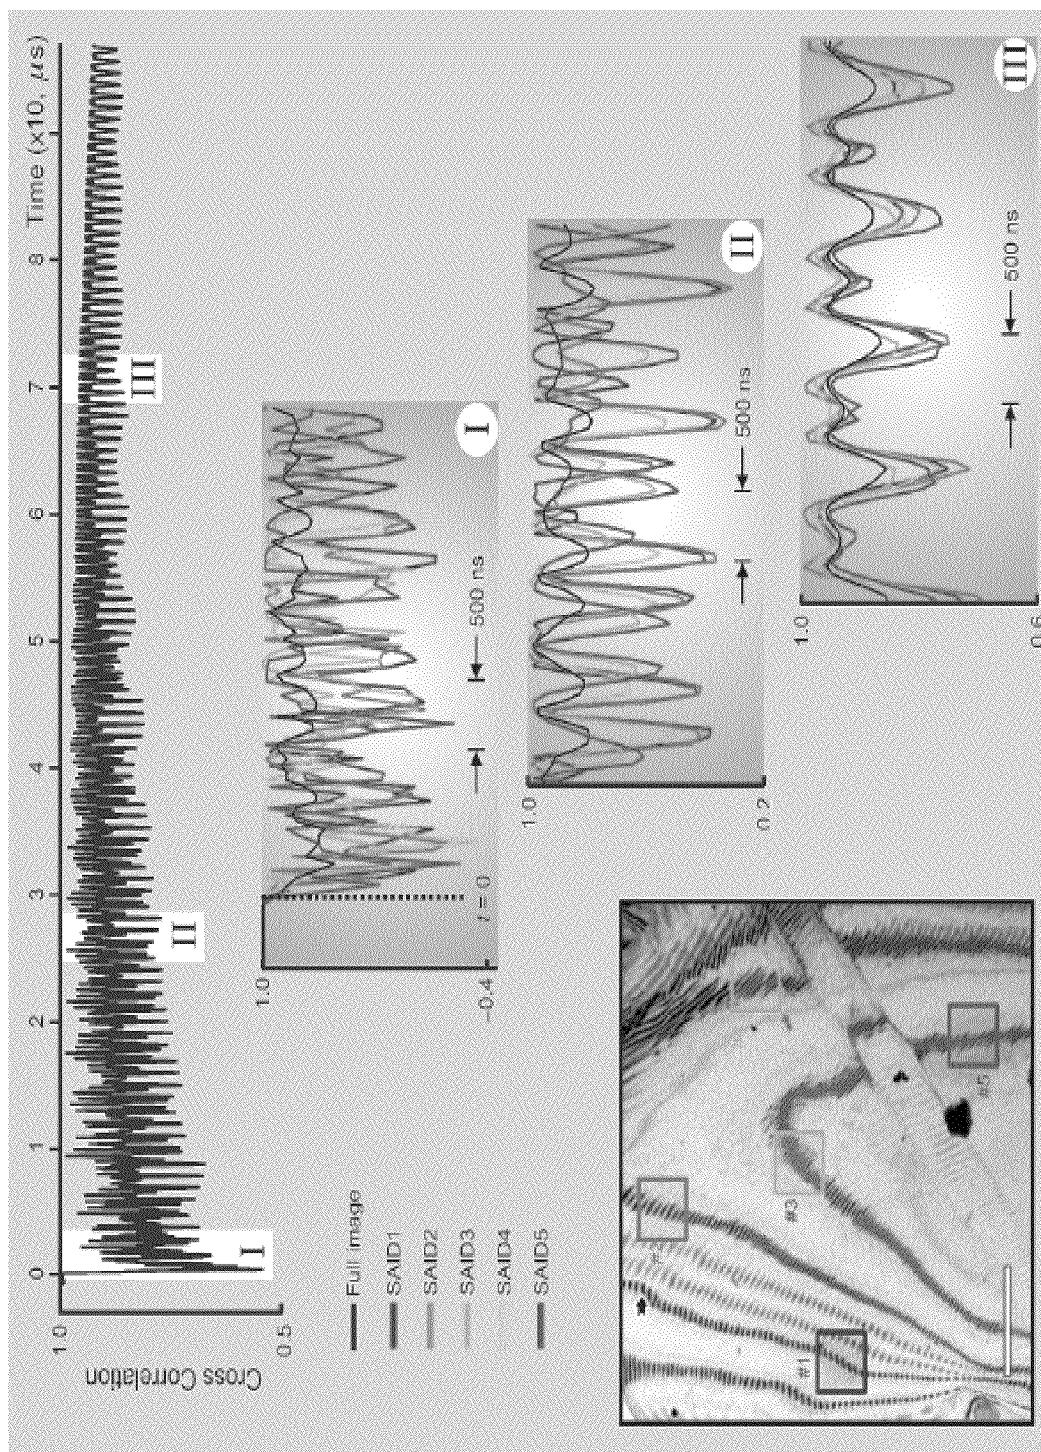 Time (x10, μs)
0 1 2 3 4 5 6 7 8
1.0
0.5
Cross Correlation
I
II
III
Full image
SAID1
SAID2
SAID3
SAID4
SAID5
1.0
-0.4
t = 0
500 ns
I
1.0
0.2
500 ns
II
1.0
0.6
500 ns
III
#1
#3
#5